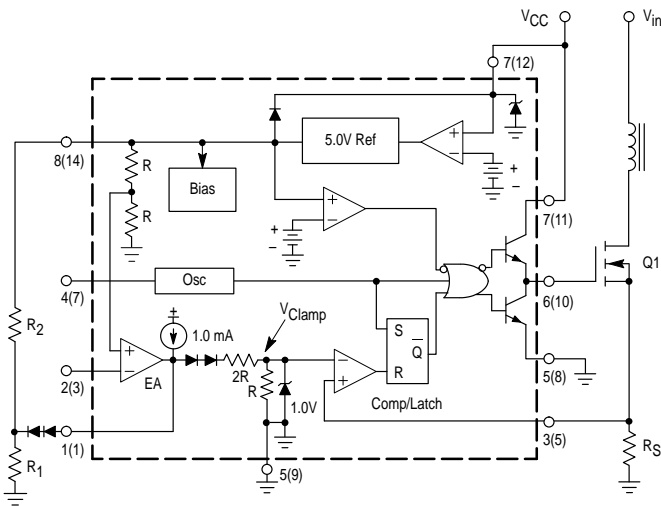 VCC
Vin
7(12)
5.0V Ref
+
−
+
−
8(14)
R
Bias
R
+
−
+
−
7(11)
Q1
4(7)
Osc
6(10)
VClamp
R2
1.0 mA
S
Q
R
+
−
EA
2R
R
1.0V
−
+
2(3)
Comp/Latch
5(8)
1(1)
3(5)
R1
5(9)
RS